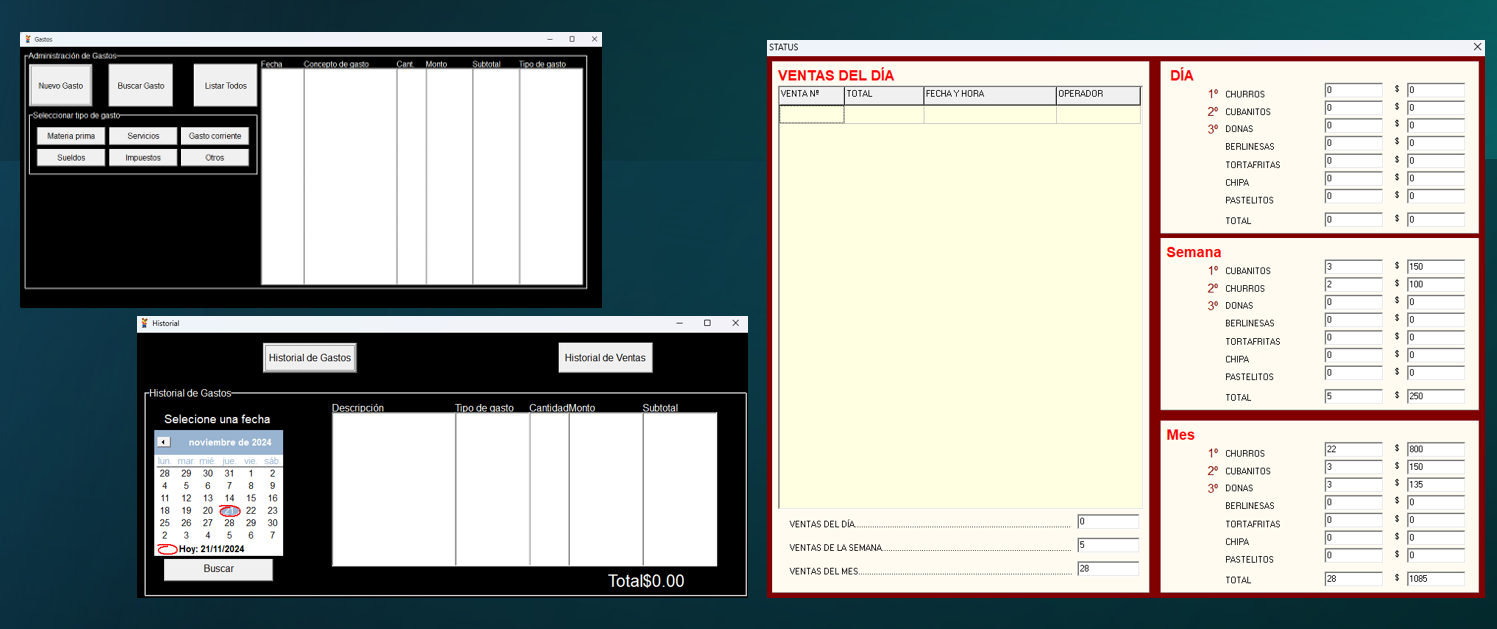 Gastos
Administración de Gastos
Nuevo Gasto
Buscar Gasto
Listar Todos
Seleccionar tipo de gasto
Materia prima
Servicios
Gasto corriente
Sueldos
Impuestos
Otros
Fecha Concepto de gasto Cant. Monto Subtotal Tipo de gasto
Historial
Historial de Gastos
Historial de Ventas
Historial de Gastos
Selecione una fecha
noviembre de 2024
lun. mar. mié. jue. vie. sáb.
28 29 30 31 1 2
4 5 6 7 8 9
11 12 13 14 15 16
18 19 20 21 22 23
25 26 27 28 29 30
2 3 4 5 6 7
Hoy: 21/11/2024
Buscar
Descripción Tipo de gasto Cantidad Monto Subtotal
Total$0.00
STATUS
VENTAS DEL DÍA
VENTA Nº TOTAL FECHA Y HORA OPERADOR
VENTAS DEL DÍA 0
VENTAS DE LA SEMANA 5
VENTAS DEL MES 28
DÍA
1º CHURROS 0 $ 0
2º CUBANITOS 0 $ 0
3º DONAS 0 $ 0
BERLINESAS 0 $ 0
TORTAFRITAS 0 $ 0
CHIPA 0 $ 0
PASTELITOS 0 $ 0
TOTAL 0 $ 0
Semana
1º CUBANITOS 3 $ 150
2º CHURROS 2 $ 100
3º DONAS 0 $ 0
BERLINESAS 0 $ 0
TORTAFRITAS 0 $ 0
CHIPA 0 $ 0
PASTELITOS 0 $ 0
TOTAL 5 $ 250
Mes
1º CHURROS 22 $ 800
2º CUBANITOS 3 $ 150
3º DONAS 3 $ 135
BERLINESAS 0 $ 0
TORTAFRITAS 0 $ 0
CHIPA 0 $ 0
PASTELITOS 0 $ 0
TOTAL 28 $ 1085